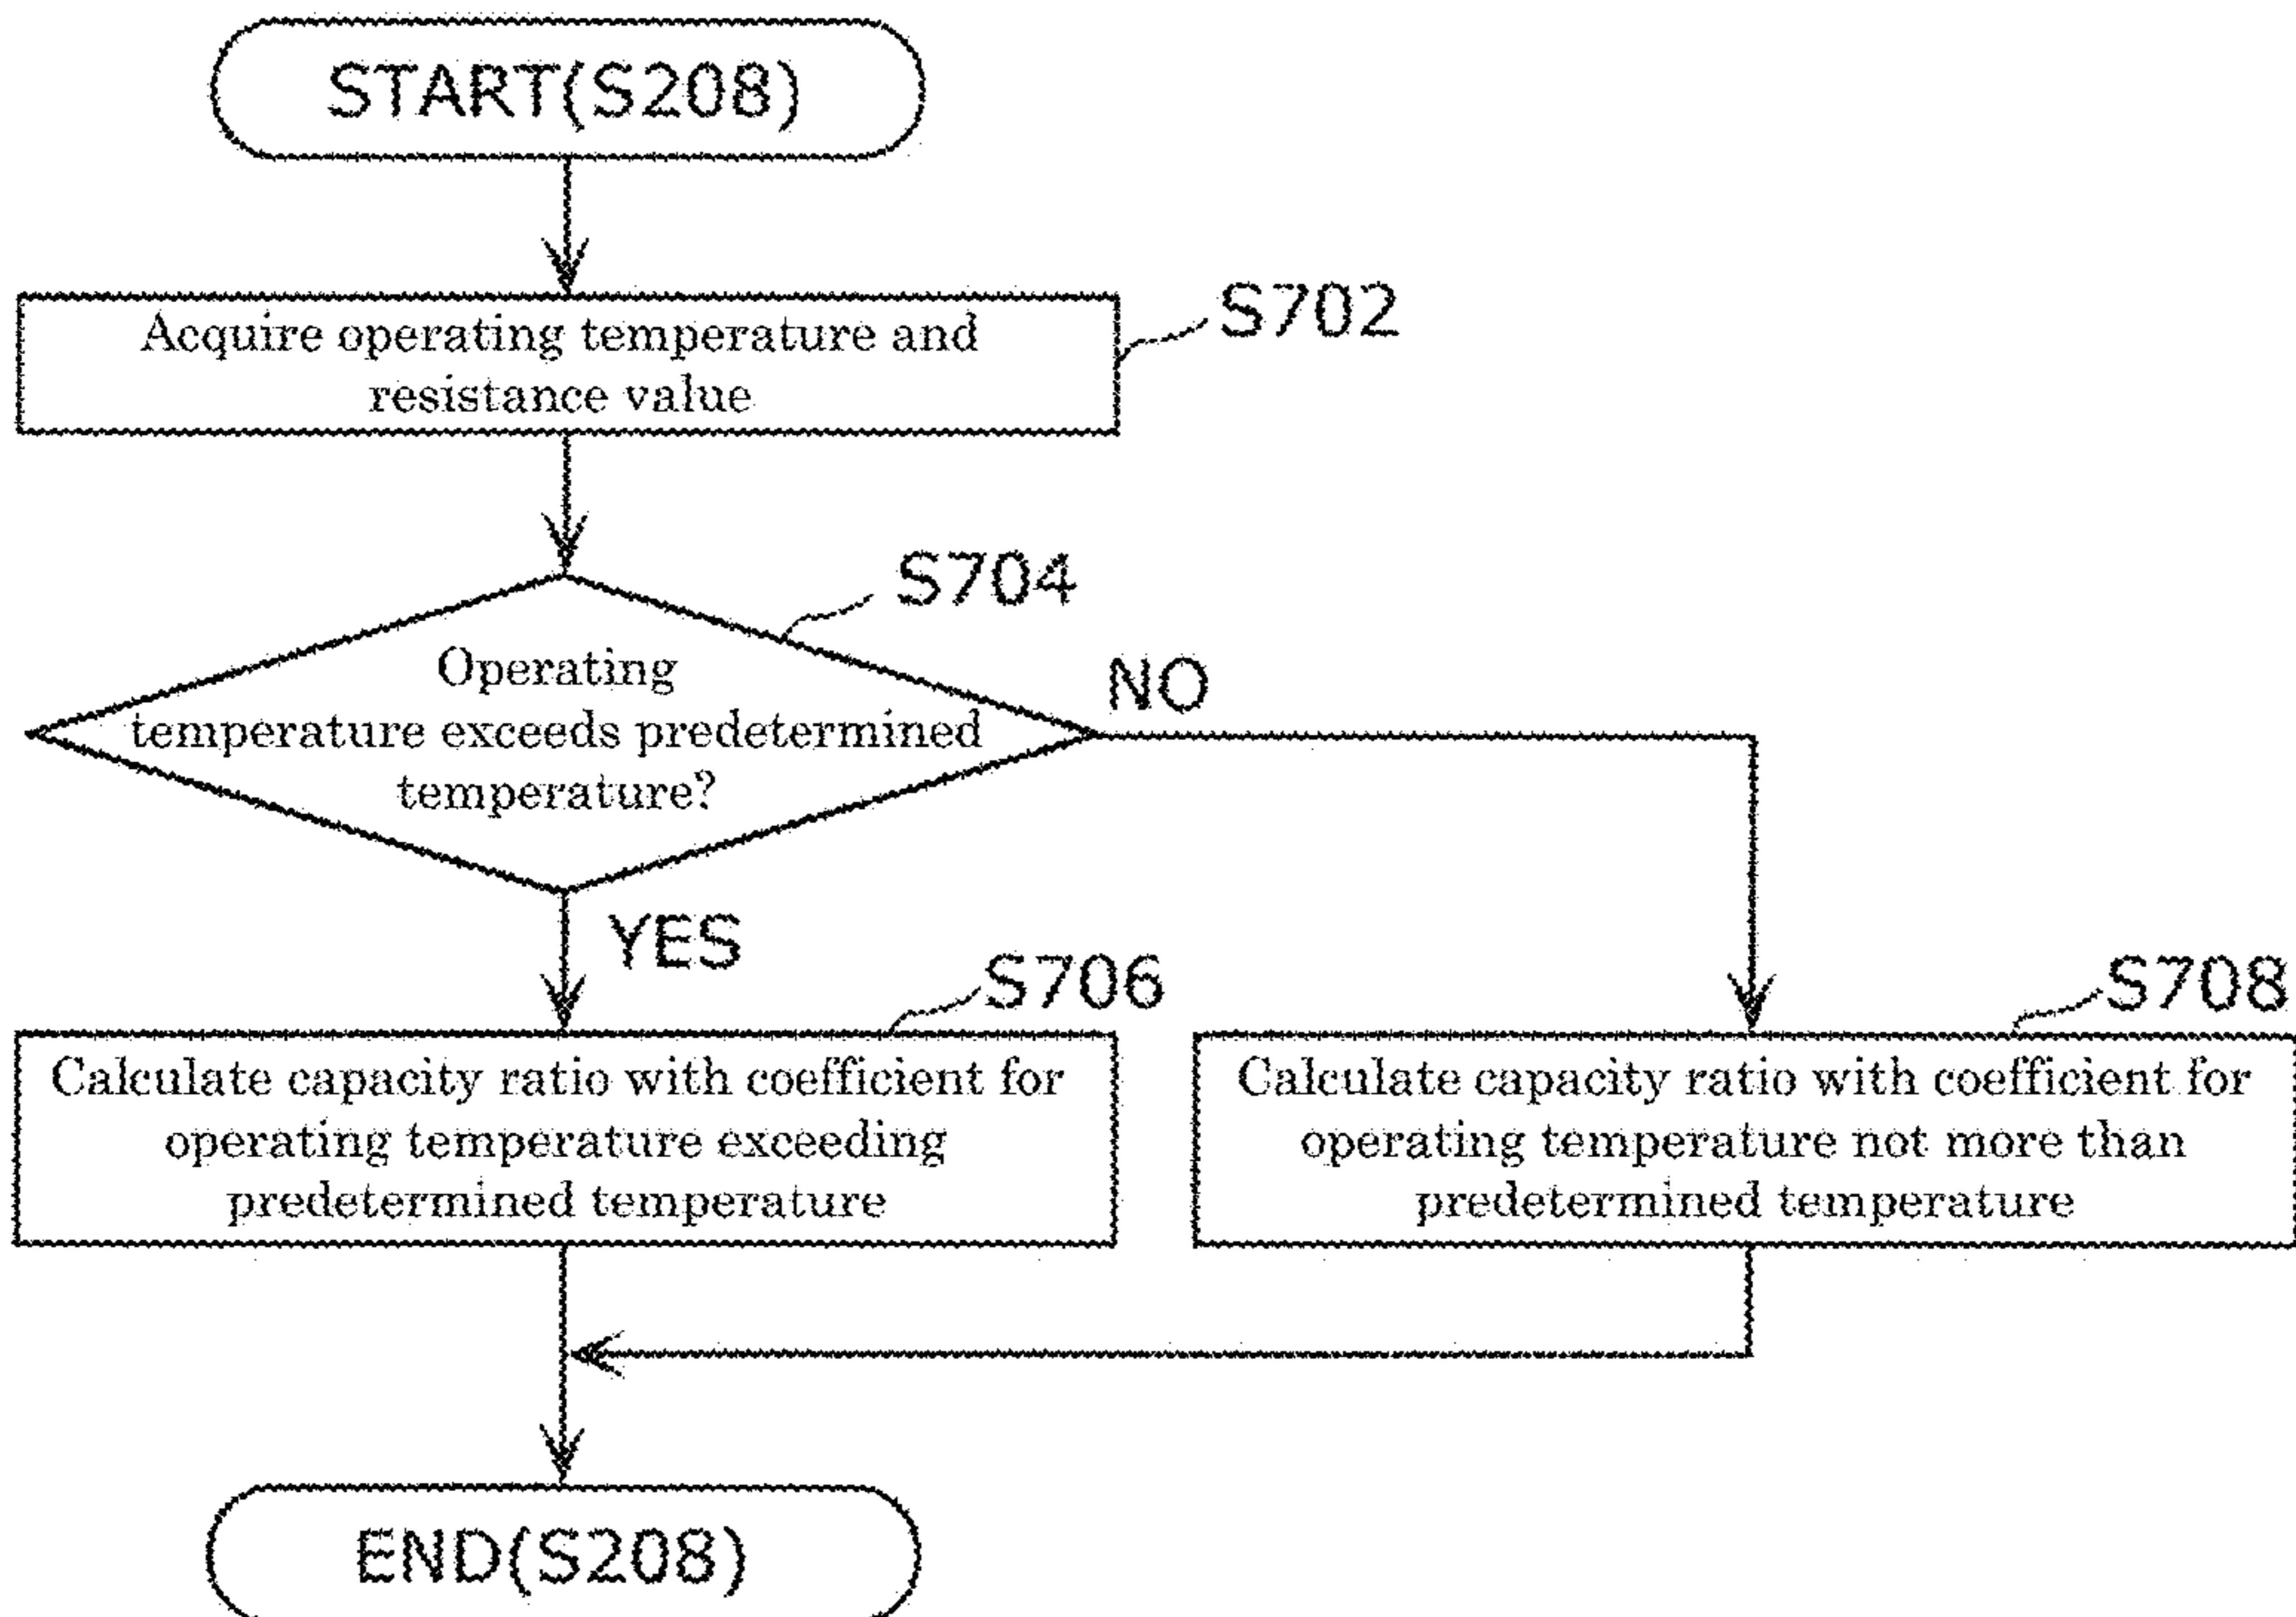 START(S208)
Acquire operating temperature and
resistance value
S702
S704
Operating
temperature exceeds predetermined
temperature?
NO
YES
S706
Calculate capacity ratio with coefficient for
operating temperature exceeding
predetermined temperature
S708
Calculate capacity ratio with coefficient for
operating temperature not more than
predetermined temperature
END(S208)